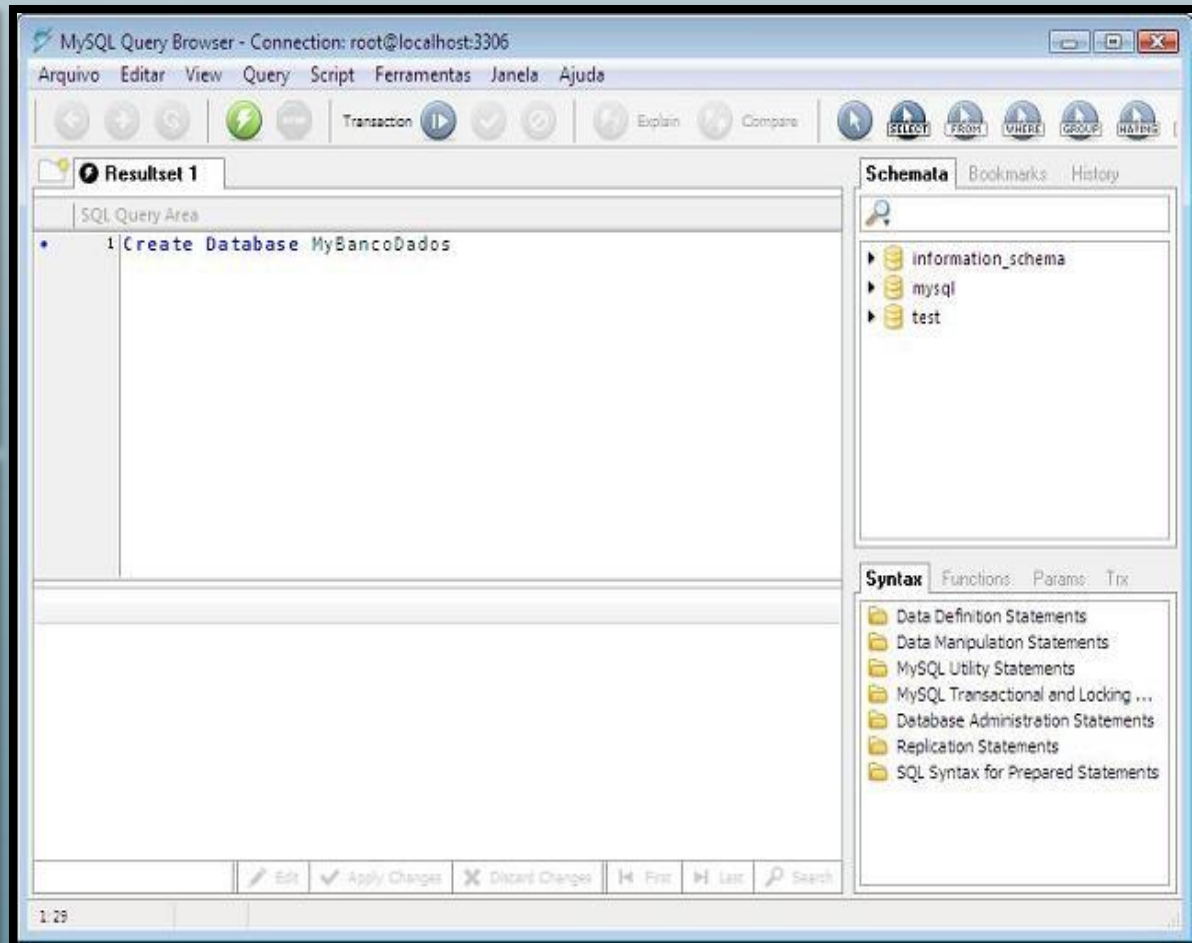 MySQL Query Browser - Connection: root@localhost:3306
Arquivo Editar View Query Script Ferramentas Janela Ajuda
Transaction Explain Compare SELECT FROM WHERE GROUP HAVING
Resultset 1
SQL Query Area
1 Create Database MyBancoDados
Schemata Bookmarks History
information_schema
mysql
test
Syntax Functions Params Trx
Data Definition Statements
Data Manipulation Statements
MySQL Utility Statements
MySQL Transactional and Locking ...
Database Administration Statements
Replication Statements
SQL Syntax for Prepared Statements
Edit Apply Changes Discard Changes First Last Search
1: 29